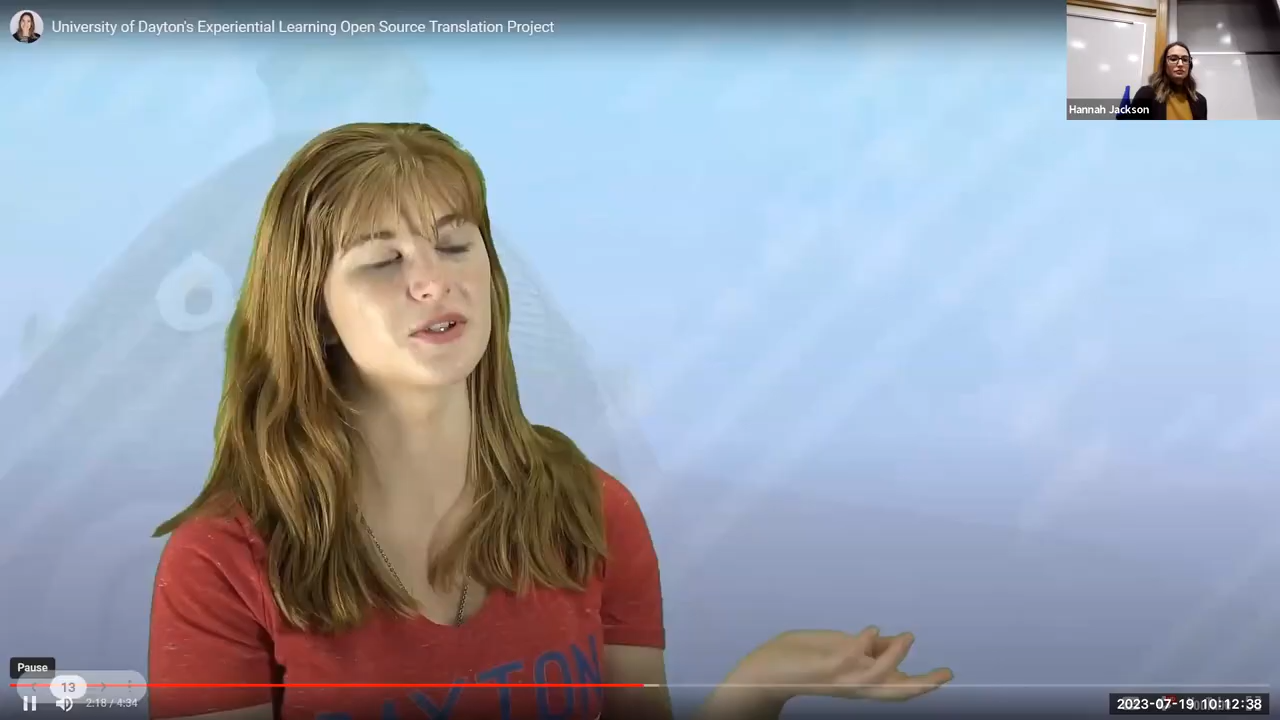 University of Dayton's Experiential Learning Open Source Translation Project
Hannah Jackson
DAYTON
Pause
13
2:18 / 4:34
2023-07-19 10:12:38